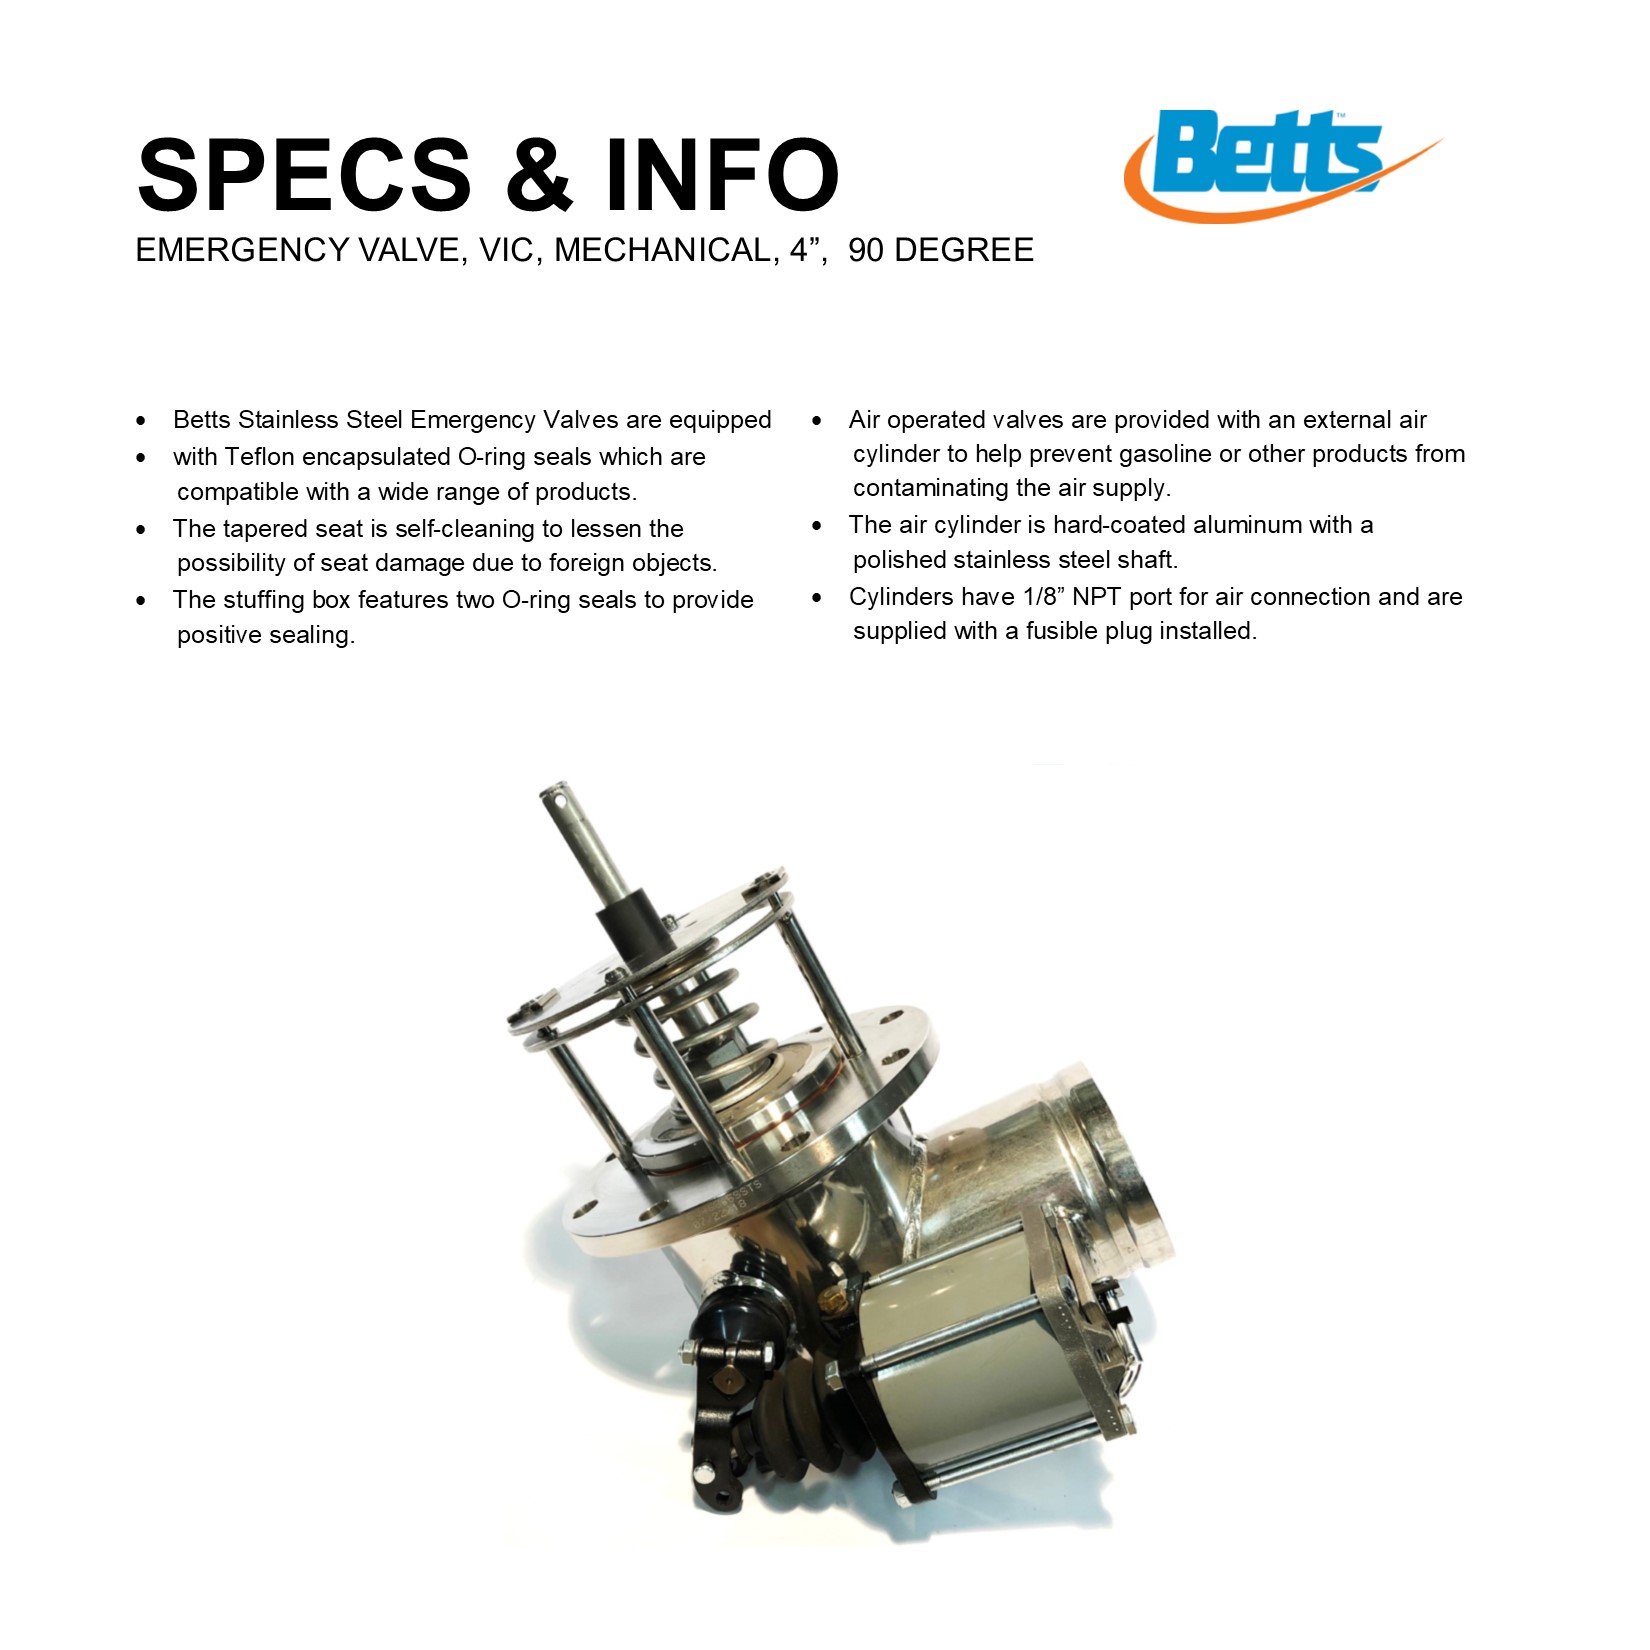 Betts™
SPECS & INFO
EMERGENCY VALVE, VIC, MECHANICAL, 4”, 90 DEGREE
• Betts Stainless Steel Emergency Valves are equipped
• with Teflon encapsulated O-ring seals which are
compatible with a wide range of products.
• The tapered seat is self-cleaning to lessen the
possibility of seat damage due to foreign objects.
• The stuffing box features two O-ring seals to provide
positive sealing.
• Air operated valves are provided with an external air
cylinder to help prevent gasoline or other products from
contaminating the air supply.
• The air cylinder is hard-coated aluminum with a
polished stainless steel shaft.
• Cylinders have 1/8” NPT port for air connection and are
supplied with a fusible plug installed.